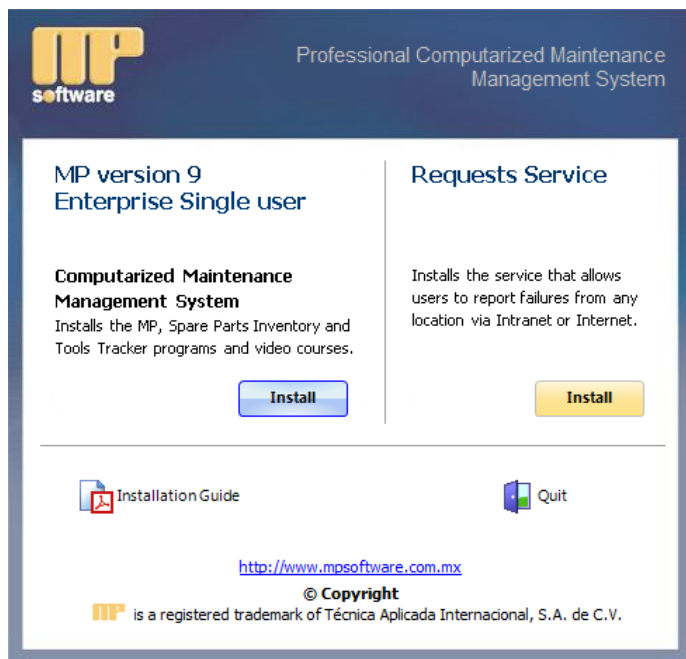 MP
software
Professional Computarized Maintenance
Management System
MP version 9
Enterprise Single user
Computarized Maintenance
Management System
Installs the MP, Spare Parts Inventory and
Tools Tracker programs and video courses.
Install
Requests Service
Installs the service that allows
users to report failures from any
location via Intranet or Internet.
Install
Installation Guide
Quit
http://www.mpsoftware.com.mx
© Copyright
MP is a registered trademark of Técnica Aplicada Internacional, S.A. de C.V.